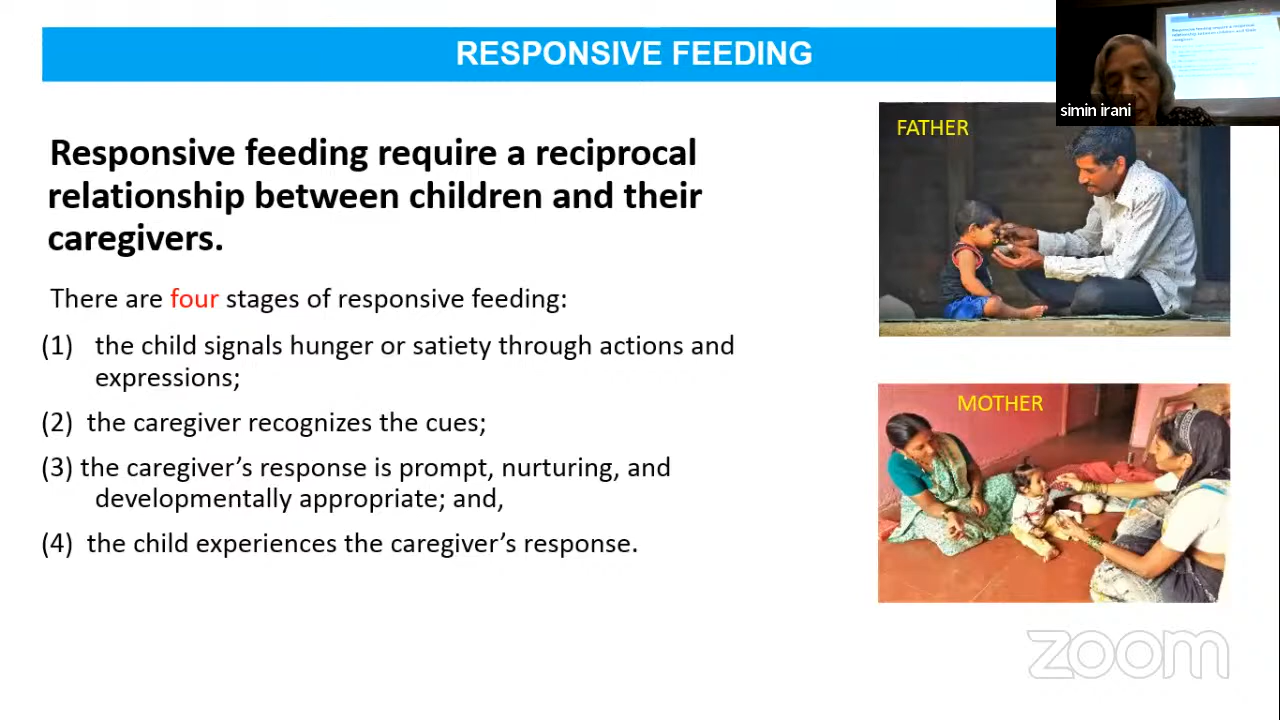 RESPONSIVE FEEDING
simin irani
Responsive feeding require a reciprocal
relationship between children and their
caregivers.
There are four stages of responsive feeding:
(1) the child signals hunger or satiety through actions and
expressions;
(2) the caregiver recognizes the cues;
(3) the caregiver’s response is prompt, nurturing, and
developmentally appropriate; and,
(4) the child experiences the caregiver’s response.
FATHER
MOTHER
zoom